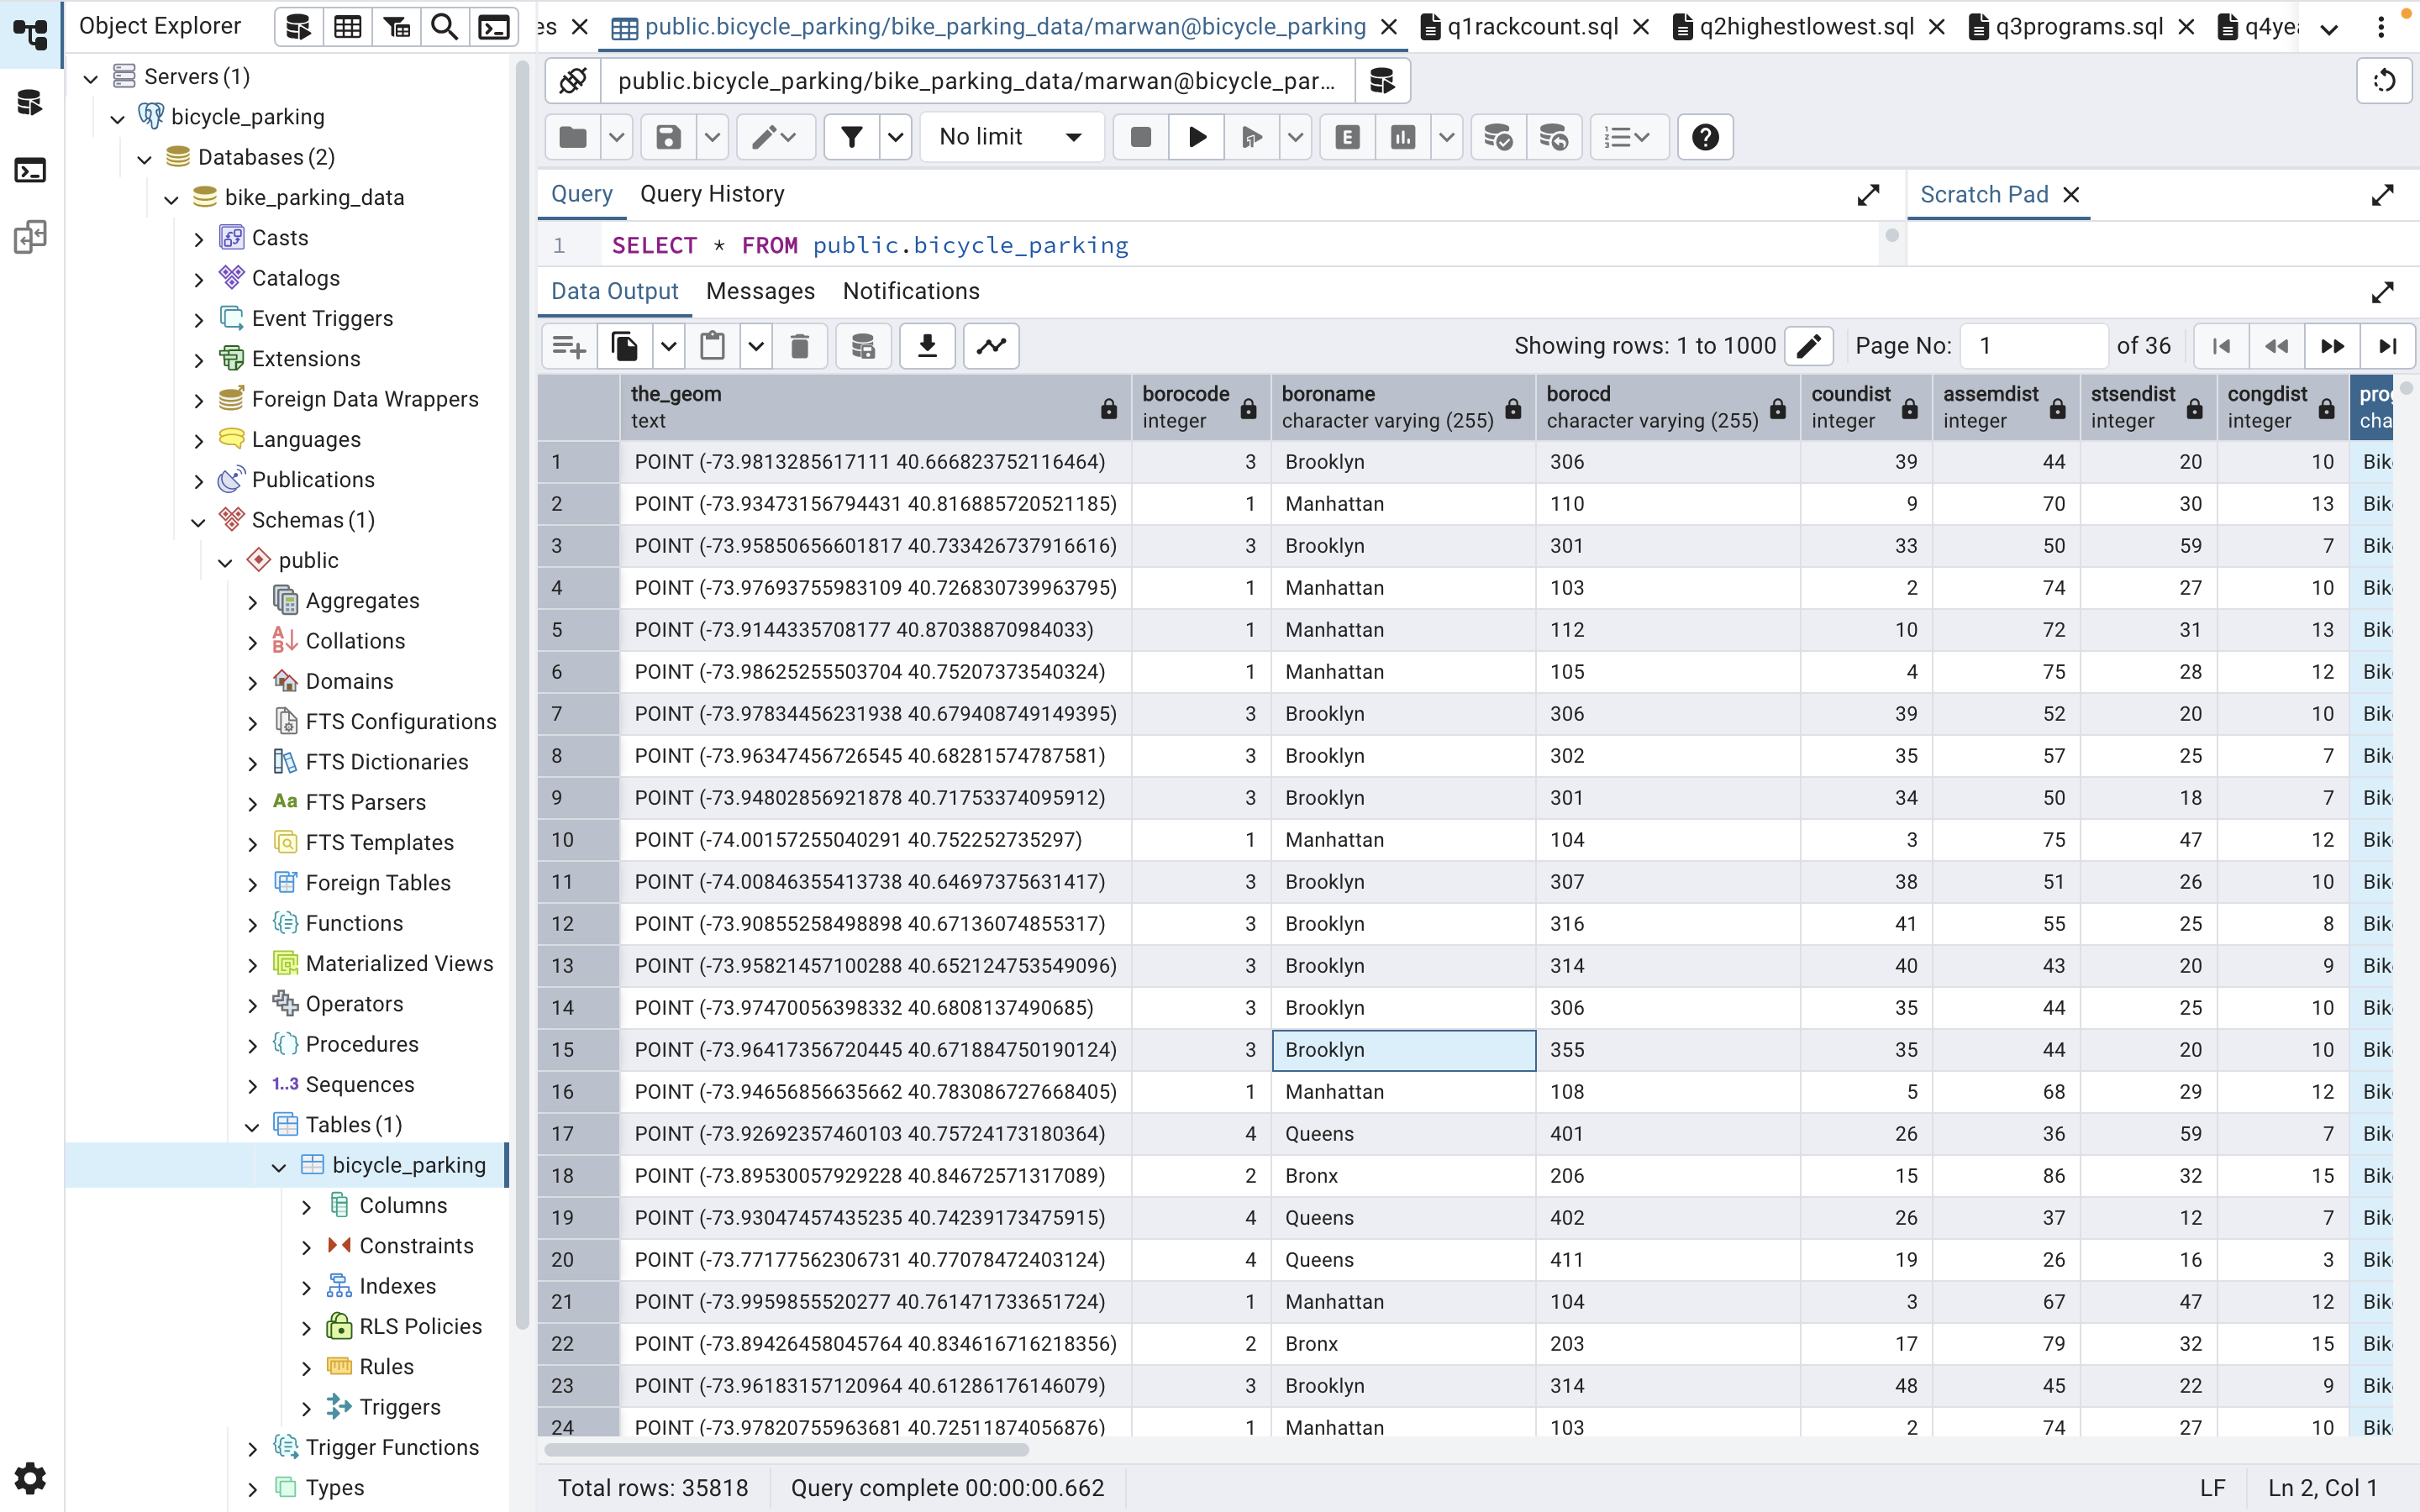 Object Explorer
es
public.bicycle_parking/bike_parking_data/marwan@bicycle_parking
q1rackcount.sql
q2highestlowest.sql
q3programs.sql
q4ye
Servers (1)
bicycle_parking
Databases (2)
bike_parking_data
Casts
Catalogs
Event Triggers
Extensions
Foreign Data Wrappers
Languages
Publications
Schemas (1)
public
Aggregates
Collations
Domains
FTS Configurations
FTS Dictionaries
Aa FTS Parsers
FTS Templates
Foreign Tables
Functions
Materialized Views
Operators
Procedures
1..3 Sequences
Tables (1)
bicycle_parking
Columns
Constraints
Indexes
RLS Policies
Rules
Triggers
Trigger Functions
Types
public.bicycle_parking/bike_parking_data/marwan@bicycle_par...
No limit
E
Query Query History
Scratch Pad
1 SELECT * FROM public.bicycle_parking
Data Output Messages Notifications
Showing rows: 1 to 1000 Page No: 1 of 36
the_geom borocode boroname borocd coundist assemdist stsendist congdist pro
text integer character varying (255) character varying (255) integer integer integer integer cha
1 POINT (-73.9813285617111 40.666823752116464) 3 Brooklyn 306 39 44 20 10 Bik
2 POINT (-73.93473156794431 40.816885720521185) 1 Manhattan 110 9 70 30 13 Bik
3 POINT (-73.95850656601817 40.733426737916616) 3 Brooklyn 301 33 50 59 7 Bik
4 POINT (-73.97693755983109 40.726830739963795) 1 Manhattan 103 2 74 27 10 Bik
5 POINT (-73.9144335708177 40.87038870984033) 1 Manhattan 112 10 72 31 13 Bik
6 POINT (-73.98625255503704 40.75207373540324) 1 Manhattan 105 4 75 28 12 Bik
7 POINT (-73.97834456231938 40.679408749149395) 3 Brooklyn 306 39 52 20 10 Bik
8 POINT (-73.96347456726545 40.68281574787581) 3 Brooklyn 302 35 57 25 7 Bik
9 POINT (-73.94802856921878 40.71753374095912) 3 Brooklyn 301 34 50 18 7 Bik
10 POINT (-74.00157255040291 40.752252735297) 1 Manhattan 104 3 75 47 12 Bik
11 POINT (-74.00846355413738 40.64697375631417) 3 Brooklyn 307 38 51 26 10 Bik
12 POINT (-73.90855258498898 40.67136074855317) 3 Brooklyn 316 41 55 25 8 Bik
13 POINT (-73.95821457100288 40.652124753549096) 3 Brooklyn 314 40 43 20 9 Bik
14 POINT (-73.97470056398332 40.6808137490685) 3 Brooklyn 306 35 44 25 10 Bik
15 POINT (-73.96417356720445 40.671884750190124) 3 Brooklyn 355 35 44 20 10 Bik
16 POINT (-73.94656856635662 40.783086727668405) 1 Manhattan 108 5 68 29 12 Bik
17 POINT (-73.92692357460103 40.75724173180364) 4 Queens 401 26 36 59 7 Bik
18 POINT (-73.89530057929228 40.84672571317089) 2 Bronx 206 15 86 32 15 Bik
19 POINT (-73.93047457435235 40.74239173475915) 4 Queens 402 26 37 12 7 Bik
20 POINT (-73.77177562306731 40.77078472403124) 4 Queens 411 19 26 16 3 Bik
21 POINT (-73.9959855520277 40.761471733651724) 1 Manhattan 104 3 67 47 12 Bik
22 POINT (-73.89426458045764 40.834616716218356) 2 Bronx 203 17 79 32 15 Bik
23 POINT (-73.96183157120964 40.61286176146079) 3 Brooklyn 314 48 45 22 9 Bik
24 POINT (-73.97820755963681 40.72511874056876) 1 Manhattan 103 2 74 27 10 Bik
Total rows: 35818 Query complete 00:00:00.662 LF Ln 2, Col 1